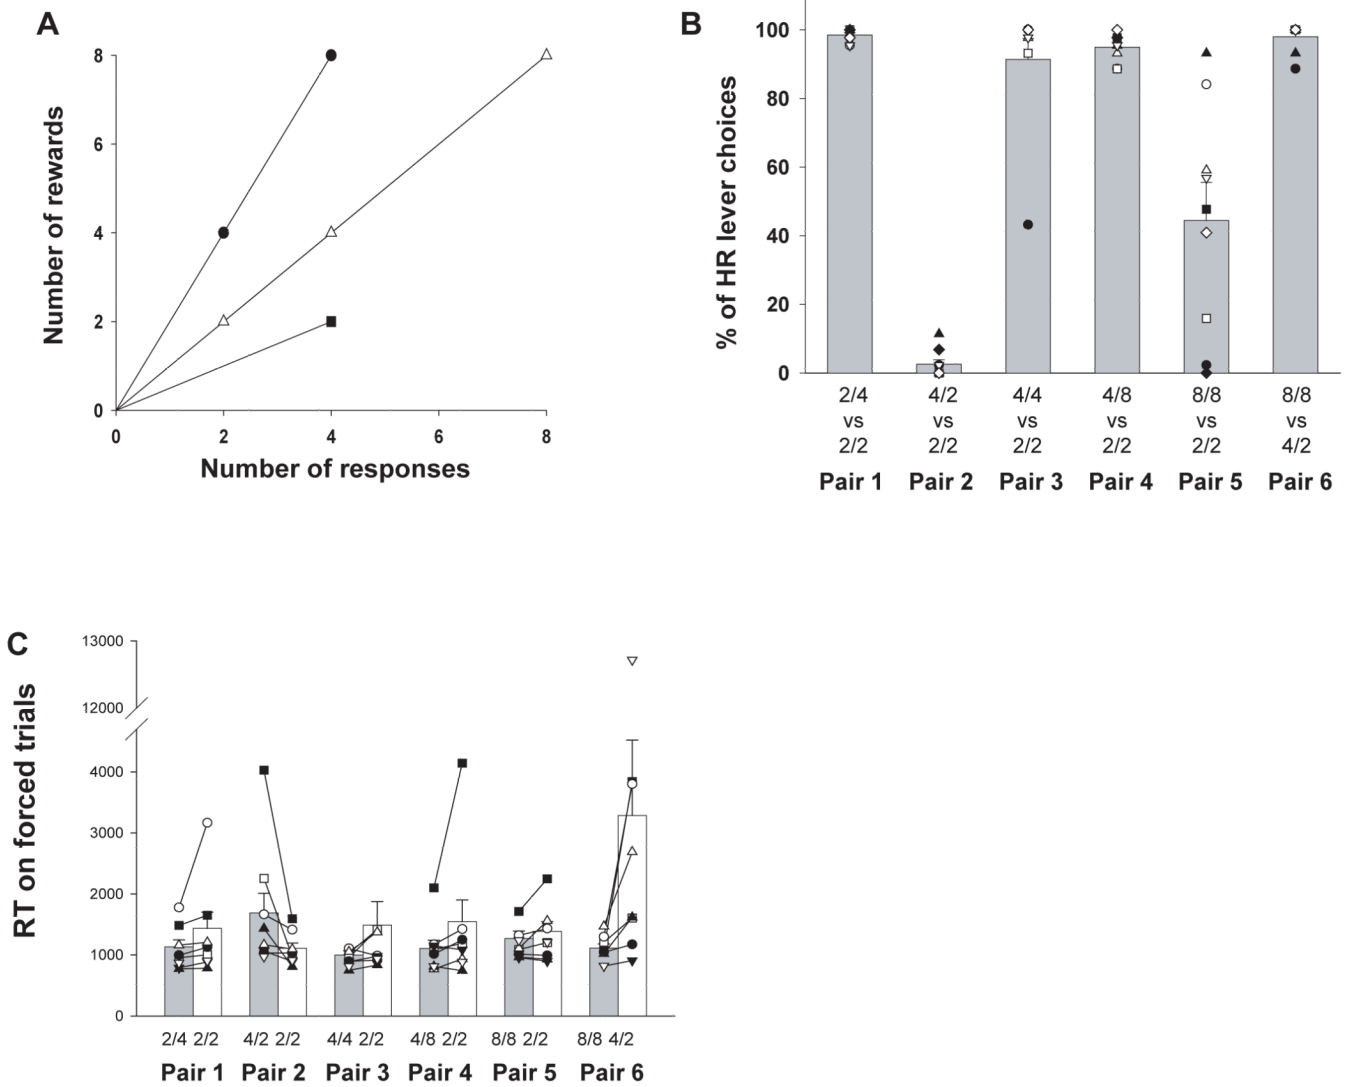 A
Number of rewards
8
6
4
2
0
0 2 4 6 8
Number of responses
B
% of HR lever choices
100
80
60
40
20
0
2/4 4/2 4/4 4/8 8/8 8/8
vs vs vs vs vs vs
2/2 2/2 2/2 2/2 2/2 4/2
Pair 1 Pair 2 Pair 3 Pair 4 Pair 5 Pair 6
C
RT on forced trials
13000
12000
4000
3000
2000
1000
0
2/4 2/2 4/2 2/2 4/4 2/2 4/8 2/2 8/8 2/2 8/8 4/2
Pair 1 Pair 2 Pair 3 Pair 4 Pair 5 Pair 6